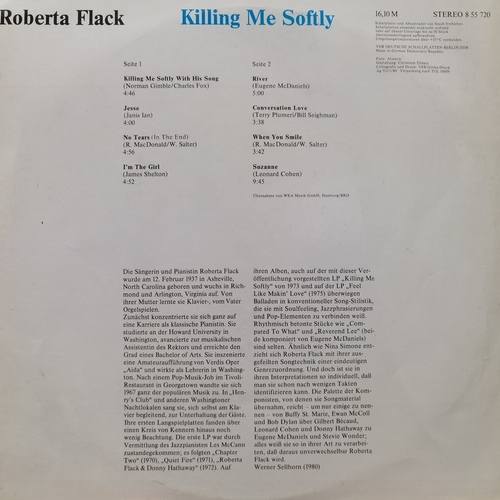 Roberta Flack
Killing Me Softly
16,10 M
STEREO 8 55 720
VEB DEUTSCHE SCHALLPLATTEN BERLIN DDR
Seite 1
Killing Me Softly With His Song
(Norman Gimble/Charles Fox)
4:46
Jesse
(Janis Ian)
4:00
No Tears (In The End)
(R. MacDonald/W. Salter)
4:56
I'm The Girl
(James Shelton)
4:52
Seite 2
River
(Eugene McDaniels)
5:00
Conversation Love
(Terry Plumeri/Bill Seighman)
3:38
When You Smile
(R. MacDonald/W. Salter)
3:42
Suzanne
(Leonard Cohen)
9:45
Übernahme von WEA Musik GmbH, Hamburg/BRD
Die Sängerin und Pianistin Roberta Flack
wurde am 12. Februar 1937 in Asheville,
North Carolina geboren und wuchs in Rich-
mond und Arlington, Virginia auf. Von
ihrer Mutter lernte sie Klavier-, vom Vater
Orgelspielen.
Zunächst konzentrierte sie sich ganz auf
eine Karriere als klassische Pianistin. Sie
studierte an der Howard University in
Washington, avancierte zur musikalischen
Assistentin des Rektors und erreichte den
Grad eines Bachelor of Arts. Sie inszenierte
eine Amateuraufführung von Verdis Oper
„Aida" und wirkte als Lehrerin in Washing-
ton. Nach einem Pop-Musik-Job im Tivoli-
Restaurant in Georgetown wandte sie sich
1967 ganz der populären Musik zu. In „Hen-
ry's Club" und anderen Washingtoner
Nachtlokalen sang sie, sich selbst am Kla-
vier begleitend, zur Unterhaltung der Gäste.
Ihre ersten Langspielplatten fanden über
einen Kreis von Kennern hinaus noch
wenig Beachtung. Die erste LP war durch
Vermittlung des Jazzpianisten Les McCann
zustandegekommen; es folgten „Chapter
Two" (1970), „Quiet Fire" (1971), „Roberta
Flack & Donny Hathaway" (1972). Auf
ihren Alben, auch auf der mit dieser Ver-
öffentlichung vorgestellten LP „Killing Me
Softly" von 1973 und auf der LP „Feel
Like Makin' Love" (1975) überwiegen
Balladen in konventioneller Song-Stilistik,
die sie mit Soulfeeling, Jazzphrasierungen
und Pop-Elementen zu verbinden weiß.
Rhythmisch betonte Stücke wie „Com-
pared To What" und „Reverend Lee" (bei-
de komponiert von Eugene McDaniels)
sind selten. Ähnlich wie Nina Simone ent-
zieht sich Roberta Flack mit ihrer aus-
gefeilten Songtechnik einer eindeutigen
Genrezuordnung. Und doch ist sie in
ihren Interpretationen so individuell, daß
man sie schon nach wenigen Takten
identifizieren kann. Die Palette der Kom-
ponisten, von denen sie Songmaterial
übernahm, reicht – um nur einige zu nen-
nen – von Buffy St. Marie, Ewan McColl
und Bob Dylan über Gilbert Bécaud,
Leonard Cohen und Donny Hathaway zu
Eugene McDaniels und Stevie Wonder;
alles weiß sie so in ihrer Art zu verarbei-
ten, daß daraus unverwechselbar Roberta
Flack wird.
Werner Sellhorn (1980)